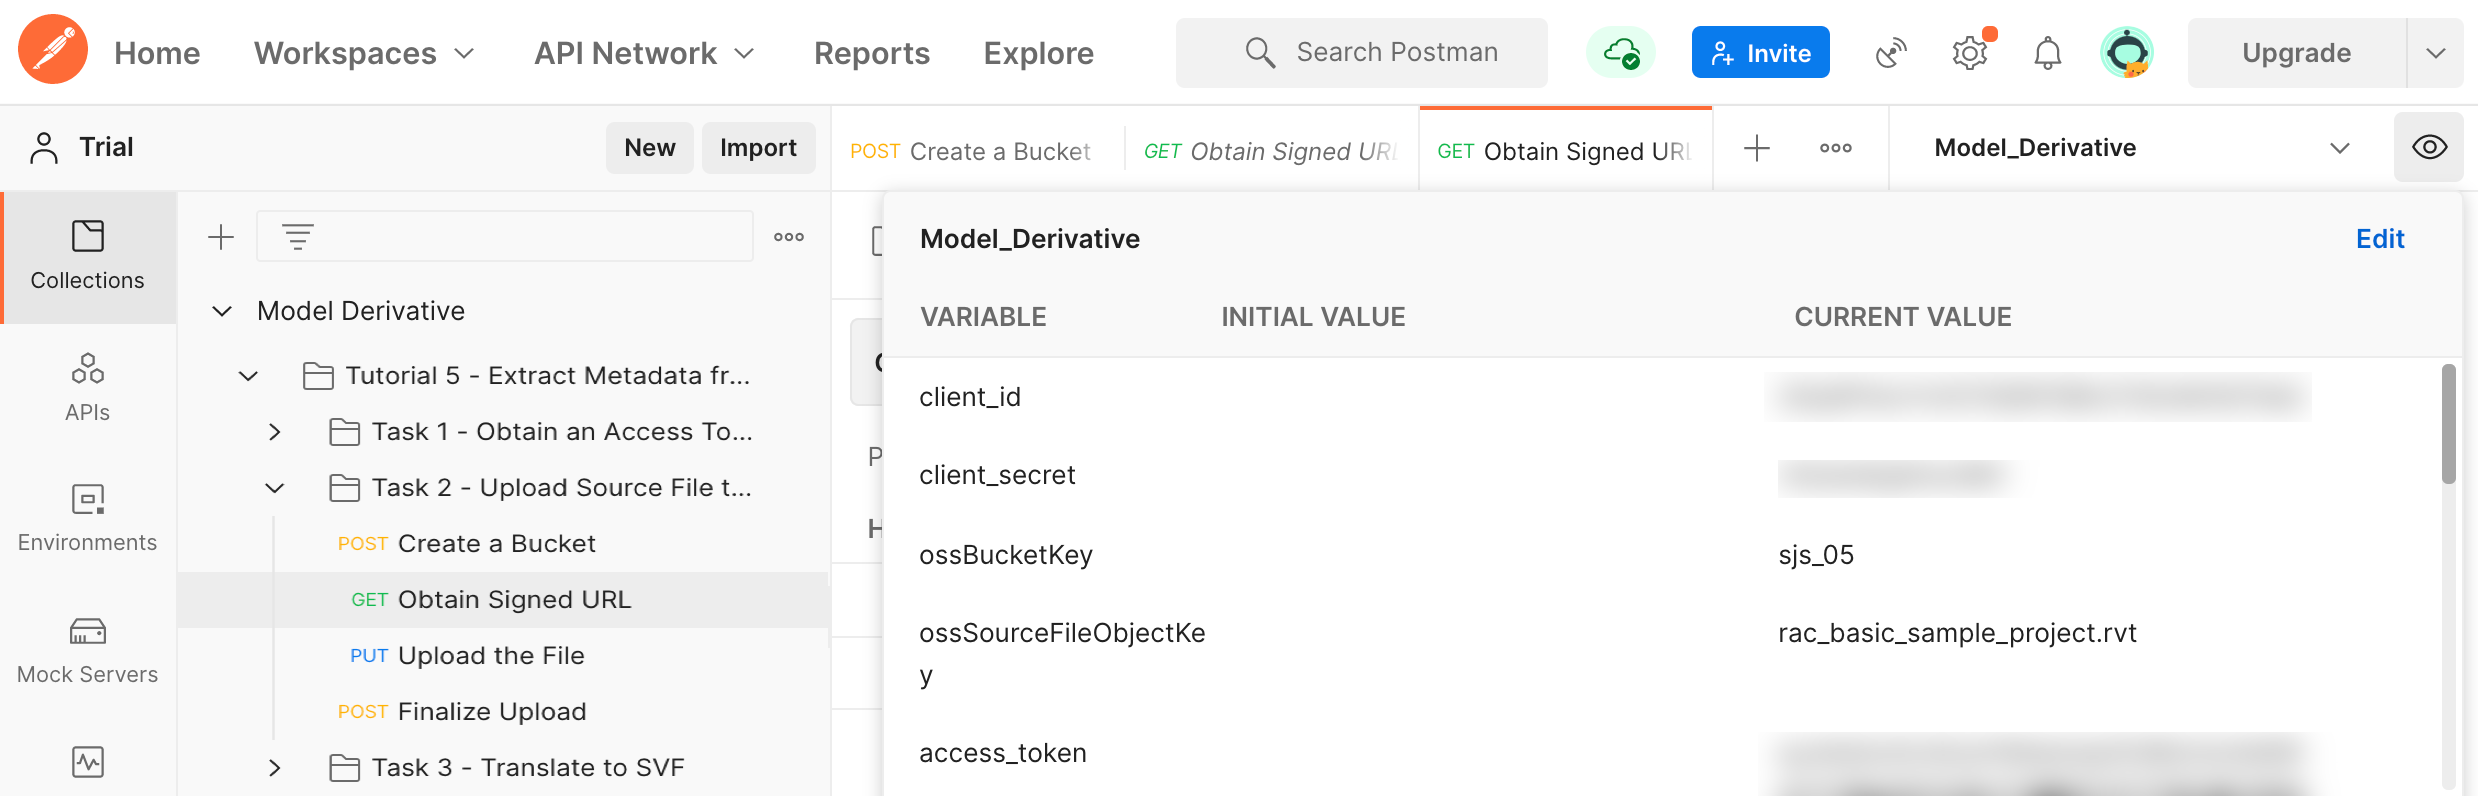 Home Workspaces API Network Reports Explore Search Postman Invite Upgrade
Trial New Import
POST Create a Bucket GET Obtain Signed URL GET Obtain Signed URL Model_Derivative
Collections
APIs
Environments
Mock Servers
Model Derivative
Tutorial 5 - Extract Metadata fr...
Task 1 - Obtain an Access To...
Task 2 - Upload Source File t...
POST Create a Bucket
GET Obtain Signed URL
PUT Upload the File
POST Finalize Upload
Task 3 - Translate to SVF
Model_Derivative Edit
VARIABLE INITIAL VALUE CURRENT VALUE
client_id
client_secret
ossBucketKey sjs_05
ossSourceFileObjectKe rac_basic_sample_project.rvt
y
access_token